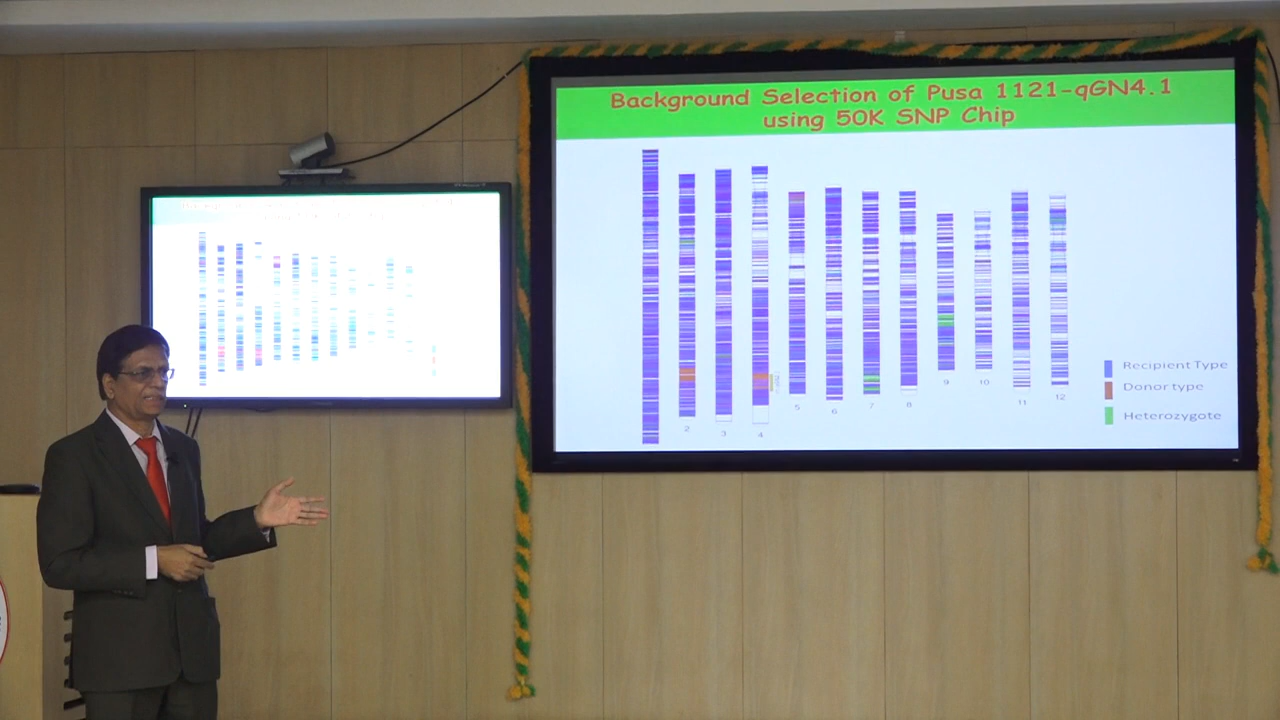 Background Selection of Pusa 1121-qGN4.1
using 50K SNP Chip
2
3
4
5
6
7
8
9
10
11
12
Recipient Type
Donor type
Heterozygote